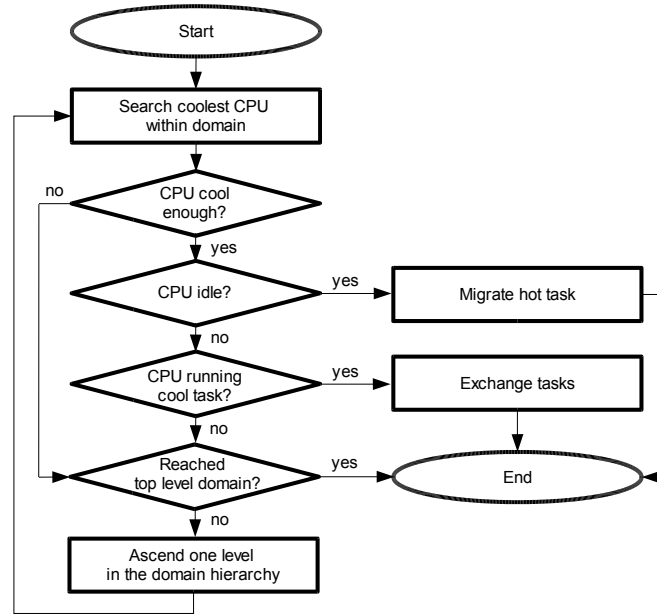 Start
Search coolest CPU
within domain
no
CPU cool
enough?
yes
CPU idle?
yes
Migrate hot task
no
CPU running
cool task?
yes
Exchange tasks
no
Reached
top level domain?
yes
End
no
Ascend one level
in the domain hierarchy